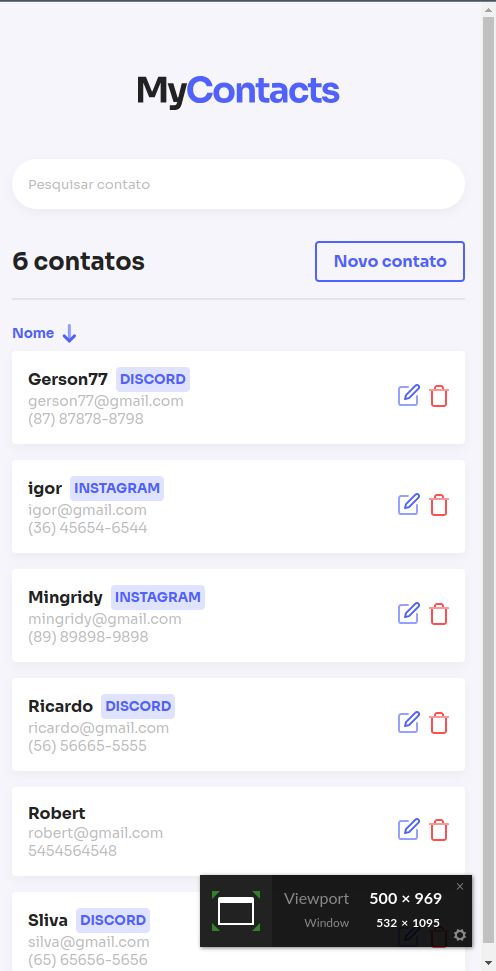 MyContacts
Pesquisar contato
6 contatos
Novo contato
Nome
Gerson77 DISCORD
gerson77@gmail.com
(87) 87878-8798
igor INSTAGRAM
igor@gmail.com
(36) 45654-6544
Mingridy INSTAGRAM
mingridy@gmail.com
(89) 89898-9898
Ricardo DISCORD
ricardo@gmail.com
(56) 56665-5555
Robert
robert@gmail.com
5454564548
Sliva DISCORD
silva@gmail.com
(65) 65656-5656
Viewport 500 × 969
Window 532 × 1095